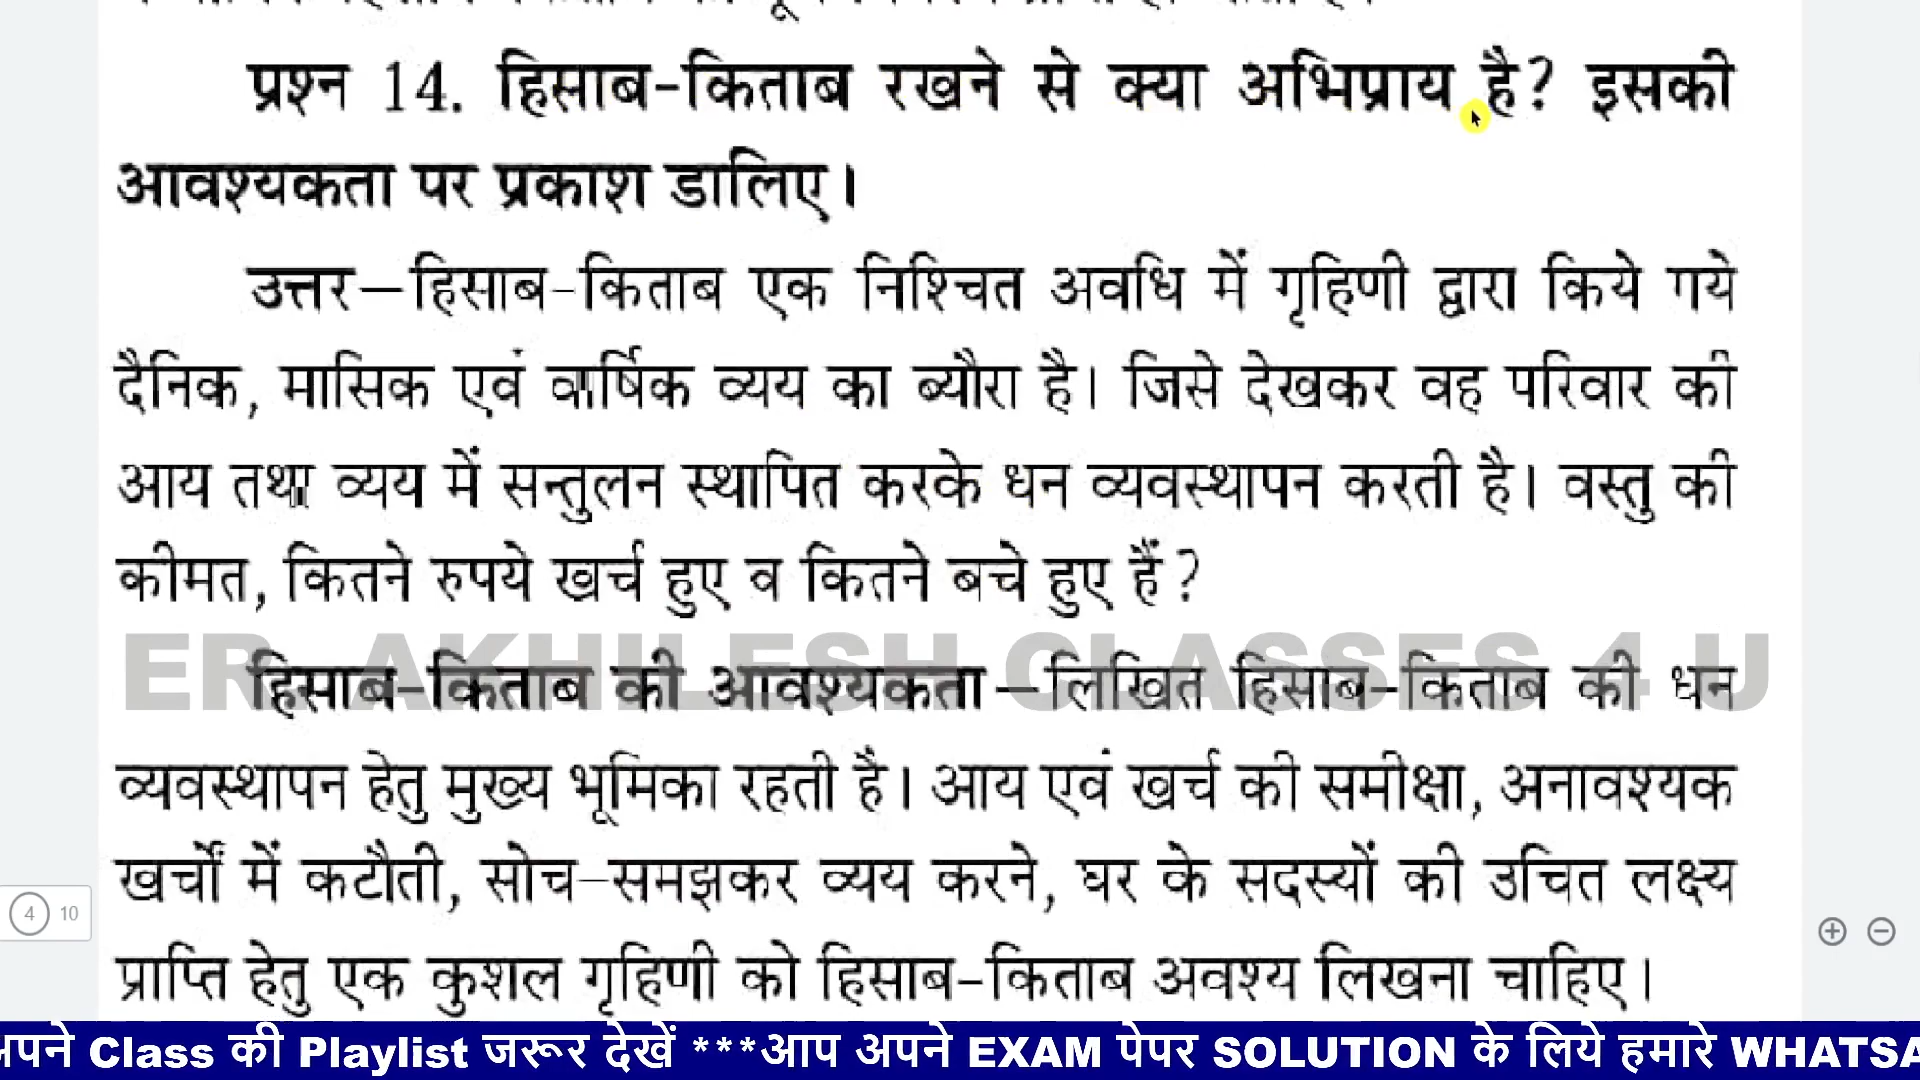 प्रश्न 14. हिसाब-किताब रखने से क्या अभिप्राय है? इसकी
आवश्यकता पर प्रकाश डालिए।
उत्तर—हिसाब-किताब एक निश्चित अवधि में गृहिणी द्वारा किये गये
दैनिक, मासिक एवं वार्षिक व्यय का ब्यौरा है। जिसे देखकर वह परिवार की
आय तथा व्यय में सन्तुलन स्थापित करके धन व्यवस्थापन करती है। वस्तु की
कीमत, कितने रुपये खर्च हुए व कितने बचे हुए हैं?
ER. AKHILESH CLASSES 4 U
हिसाब-किताब की आवश्यकता—लिखित हिसाब-किताब की धन
व्यवस्थापन हेतु मुख्य भूमिका रहती है। आय एवं खर्च की समीक्षा, अनावश्यक
खर्चों में कटौती, सोच-समझकर व्यय करने, घर के सदस्यों की उचित लक्ष्य
4 10
प्राप्ति हेतु एक कुशल गृहिणी को हिसाब-किताब अवश्य लिखना चाहिए।
अपने Class की Playlist जरूर देखें ***आप अपने EXAM पेपर SOLUTION के लिये हमारे WHATSA